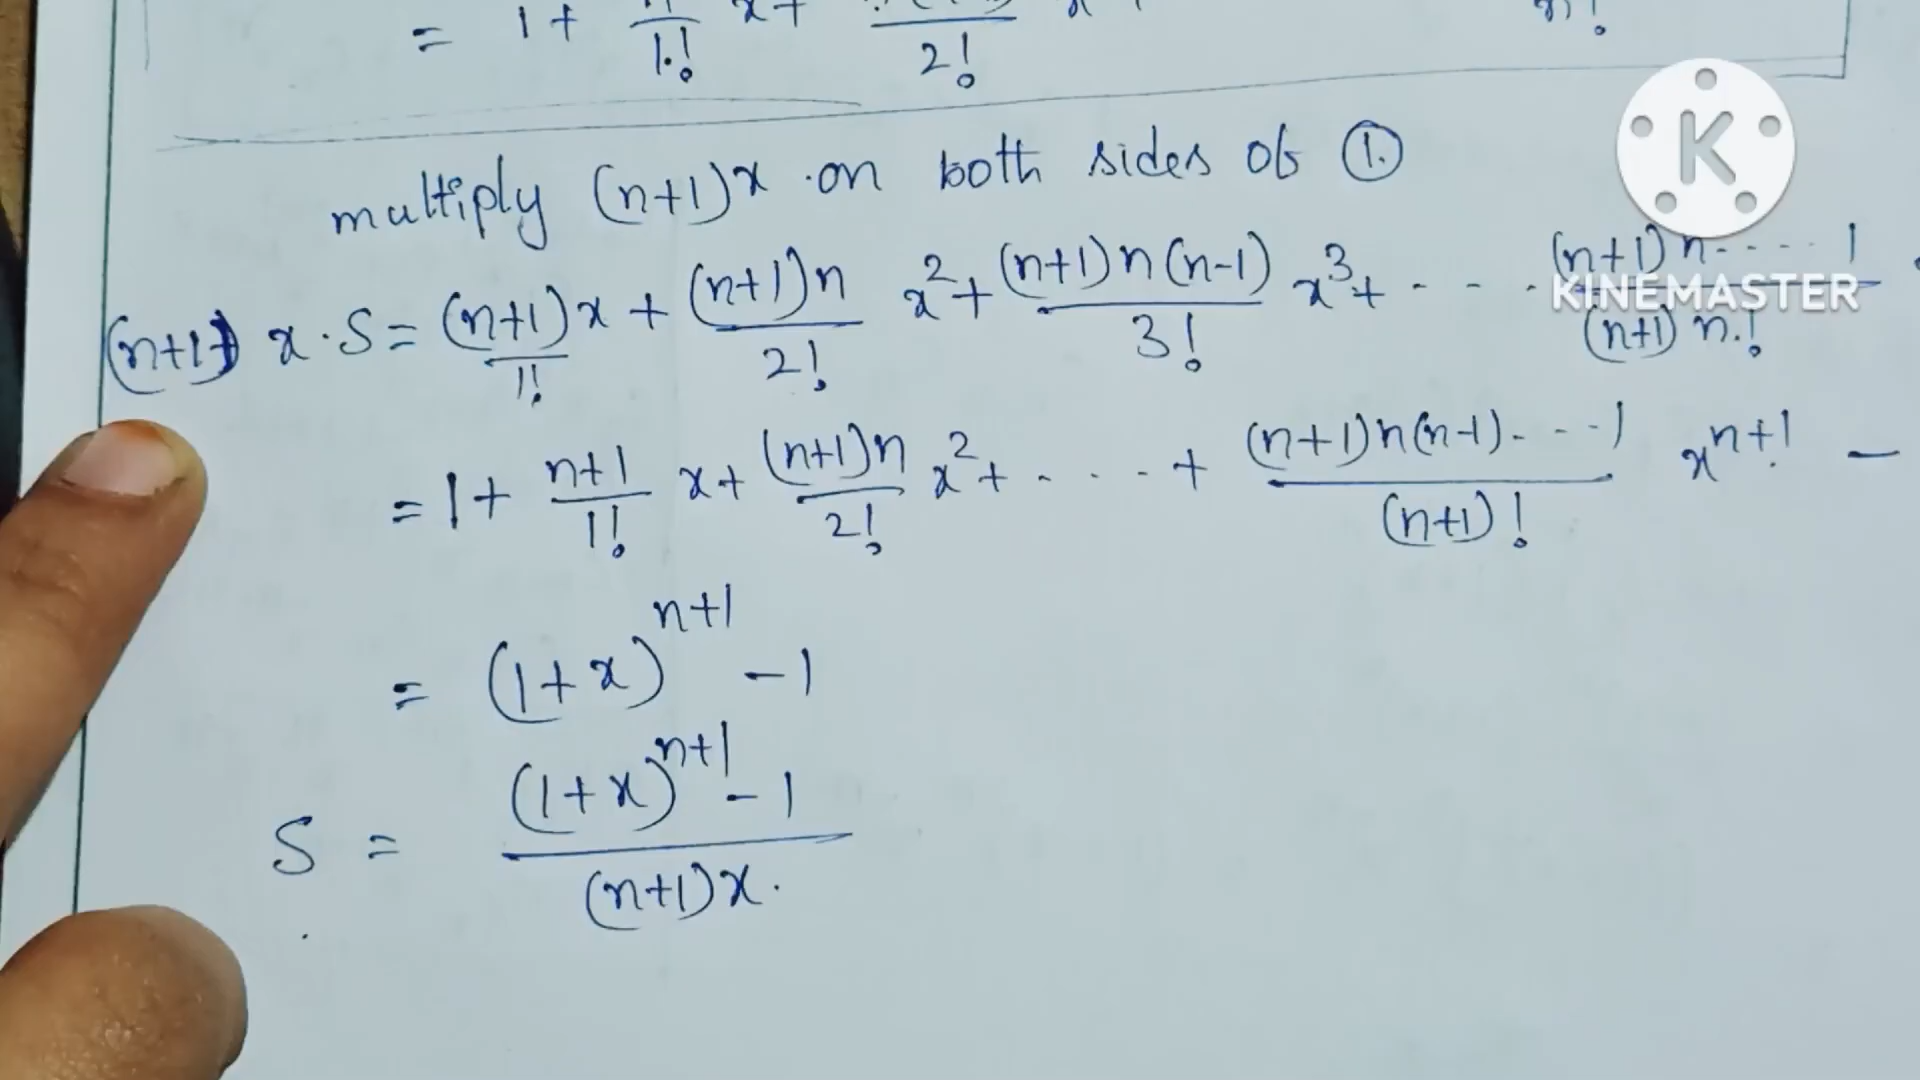 = 1 + /1! x + /2! x
n!
multiply (n+1)x on both sides of ①
(n+1) x · S = (n+1)x/1! + (n+1)n/2! x² + (n+1)n(n-1)/3! x³ + - - - (n+1)n - - - - 1/(n+1) n!
KINEMASTER
= 1 + n+1/1! x + (n+1)n/2! x² + - - - - + (n+1)n(n-1) - - - 1/(n+1)! xⁿ⁺¹ -
= (1+x)ⁿ⁺¹ - 1
S = (1+x)ⁿ⁺¹ - 1/(n+1)x.